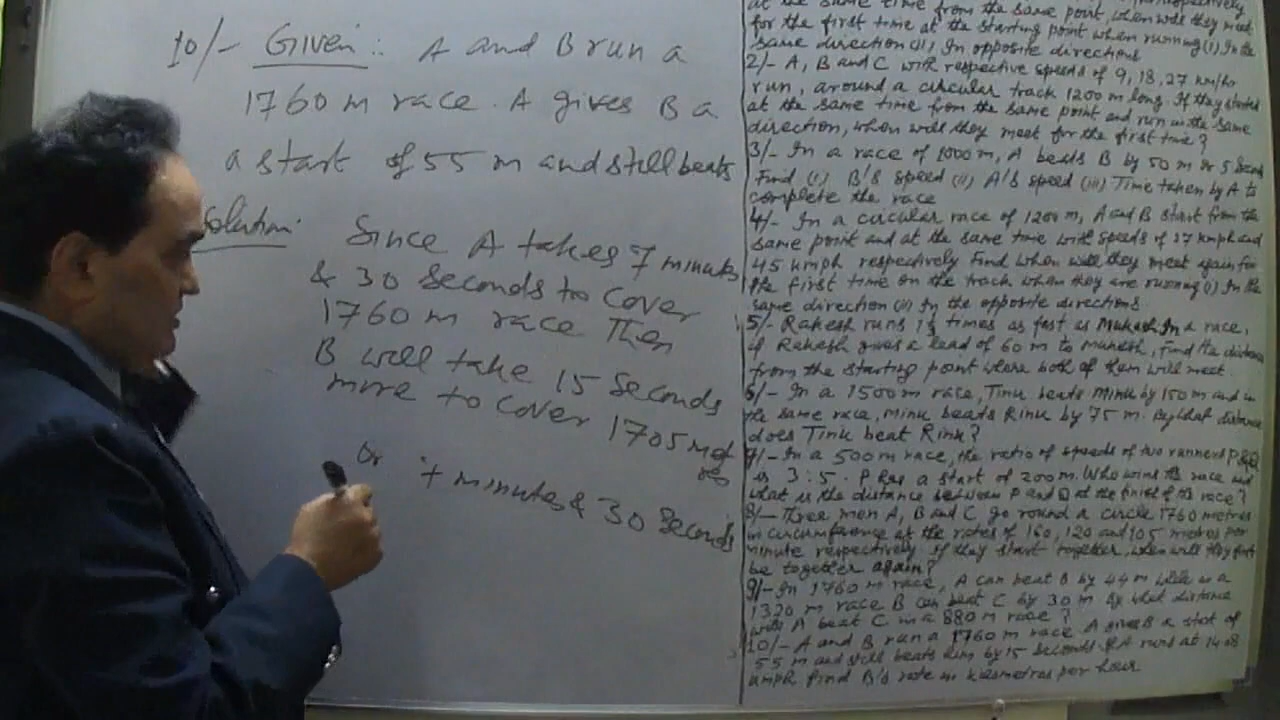 10/- Given:- A and B run a
1760 m race. A gives B a
a start of 55 m and still beats
Solution:
Since A takes 7 minutes
& 30 Seconds to Cover
1760 m race Then
B will take 15 Seconds
more to cover 1705
Or 7 minutes & 30 Seconds
at the same time from the same point, when will they meet
for the first time at the starting point when running (i) In the
same direction (ii) In opposite directions
2/- A, B and C with respective speeds of 9, 18, 27 km/hr
run, around a circular track 1200 m long. If they started
at the same time from the same point and run in the same
direction, when will they meet for the first time?
3/- In a race of 1000 m, A beats B by 50 m or 5 Seconds
Find (i) B's speed (ii) A's speed (iii) Time taken by A to
complete the race
4/- In a circular race of 1200 m, A and B start from the
same point and at the same time with speeds of 27 kmph and
45 kmph respectively Find when will they meet again for
the first time on the track when they are running (i) In the
same direction (ii) In the opposite directions
5/- Rakesh runs times as fast as Mukesh. In a race,
if Rakesh gives a lead of 60 m to Mukesh, Find the distance
from the starting point where both of them will meet.
6/- In a 1500 m race, Tinu beats Minu by 150 m and in
the same race, Minu beats Rinu by 75 m. By what distance
does Tinu beat Rinu?
7/- In a 500 m race, the ratio of speeds of two runners P & Q
is 3:5. P has a start of 200 m. Who wins the race and
what is the distance between P and Q at the finish of the race?
8/- Three men A, B and C go round a circle 1760 metres
in circumference at the rates of 160, 120 and 105 metres per
minute respectively If they start together, when will they first
be together again?
9/- In 1760 m race, A can beat B by 44 m while in a
1320 m race B can beat C by 30 m By what distance
will A beat C in a 880 m race?
10/- A and B run a 1760 m race A gives B a start of
55 m and still beats him by 15 seconds. If A runs at 14.08
kmph. find B's rate in kilometres per hour